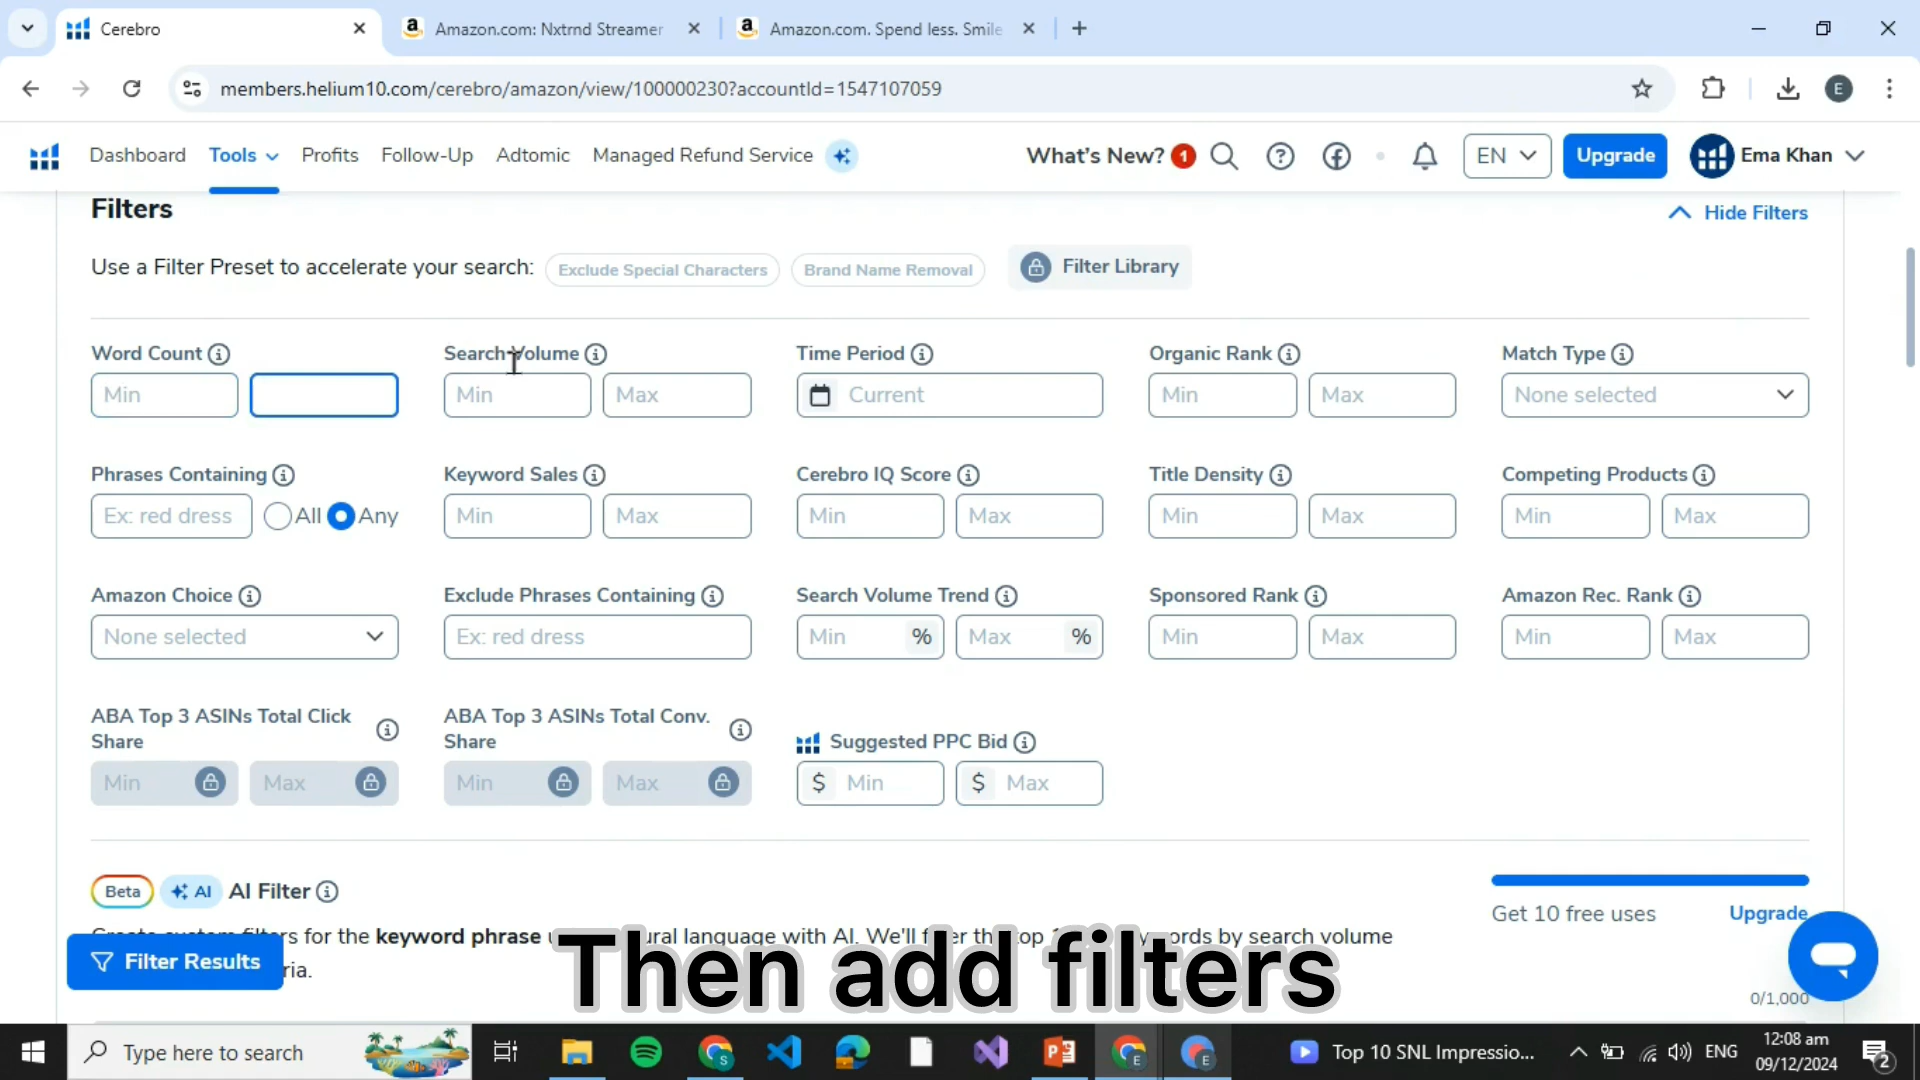 Cerebro
Amazon.com: Nxtrnd Streamer
Amazon.com. Spend less. Smile
members.helium10.com/cerebro/amazon/view/100000230?accountId=1547107059
E
Dashboard Tools Profits Follow-Up Adtomic Managed Refund Service What's New? 1 EN Upgrade Ema Khan
Filters
Hide Filters
Use a Filter Preset to accelerate your search: Exclude Special Characters Brand Name Removal Filter Library
Word Count Search Volume Time Period Organic Rank Match Type
Min Min Max Current Min Max None selected
Phrases Containing Keyword Sales Cerebro IQ Score Title Density Competing Products
Ex: red dress All Any Min Max Min Max Min Max Min Max
Amazon Choice Exclude Phrases Containing Search Volume Trend Sponsored Rank Amazon Rec. Rank
None selected Ex: red dress Min % Max % Min Max Min Max
ABA Top 3 ASINs Total Click Share ABA Top 3 ASINs Total Conv. Share Suggested PPC Bid
Min Max Min Max $ Min $ Max
Beta AI AI Filter
Get 10 free uses Upgrade
for the keyword phrase
language with AI. We'll
by search volume
Filter Results
Then add filters
0/1,000
Type here to search
Top 10 SNL Impressio...
ENG
12:08 am
09/12/2024
2